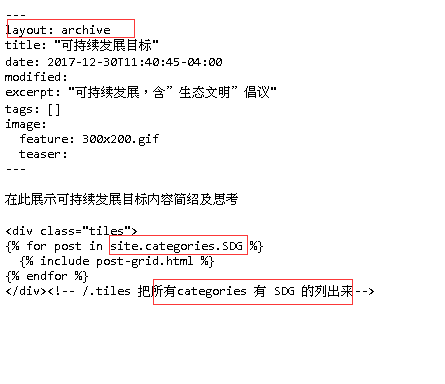 ---
layout: archive
title: "可持续发展目标"
date: 2017-12-30T11:40:45-04:00
modified:
excerpt: "可持续发展，含”生态文明”倡议"
tags: []
image:
  feature: 300x200.gif
  teaser:
---
在此展示可持续发展目标内容简绍及思考
<div class="tiles">
{% for post in site.categories.SDG %}
  {% include post-grid.html %}
{% endfor %}
</div><!-- /.tiles 把所有categories 有 SDG 的列出来-->